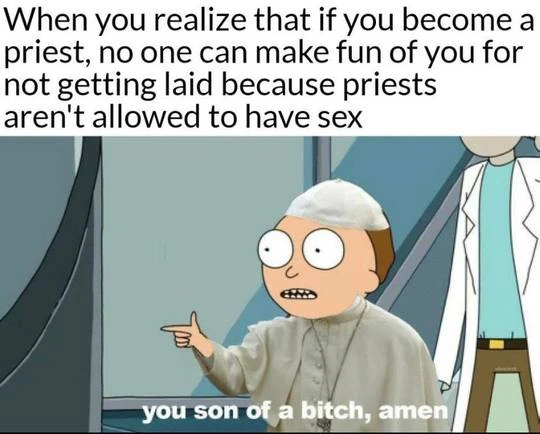 When you realize that if you become a
priest, no one can make fun of you for
not getting laid because priests
aren't allowed to have sex
you son of a bitch, amen